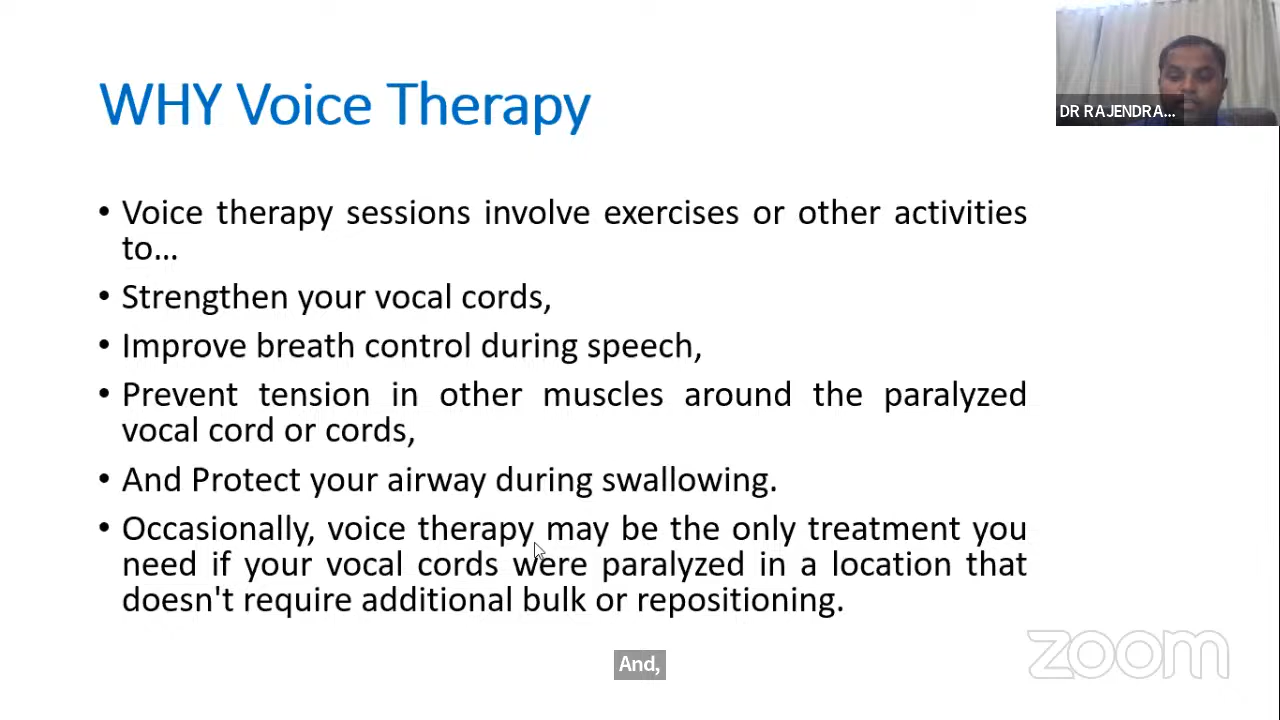 WHY Voice Therapy
DR RAJENDRA...
• Voice therapy sessions involve exercises or other activities
to...
• Strengthen your vocal cords,
• Improve breath control during speech,
• Prevent tension in other muscles around the paralyzed
vocal cord or cords,
• And Protect your airway during swallowing.
• Occasionally, voice therapy may be the only treatment you
need if your vocal cords were paralyzed in a location that
doesn't require additional bulk or repositioning.
zoom
And,